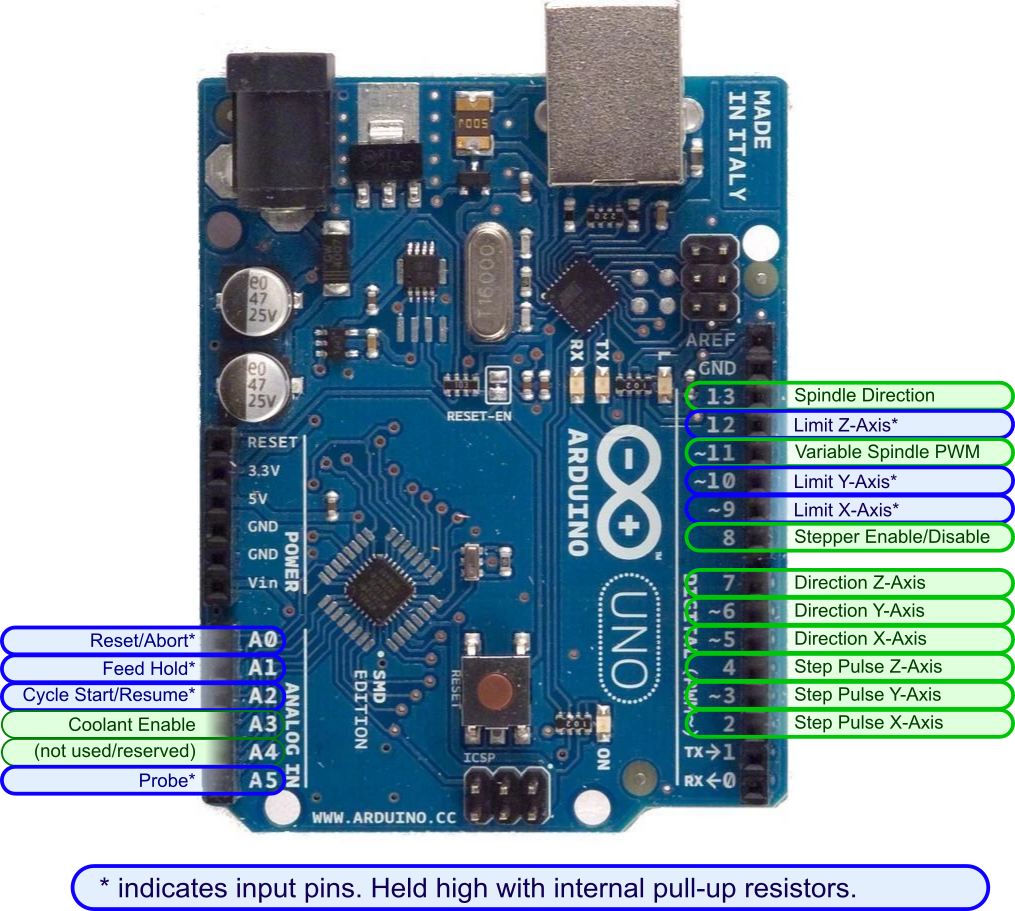 MADE
IN ITALY
J005
220
T16000
e0
47
25V
e0
47
25V
RX
TX
L
102
RESET-EN
AREF
GND
13 Spindle Direction
12 Limit Z-Axis*
~11 Variable Spindle PWM
~10 Limit Y-Axis*
~9 Limit X-Axis*
8 Stepper Enable/Disable
7 Direction Z-Axis
~6 Direction Y-Axis
~5 Direction X-Axis
4 Step Pulse Z-Axis
~3 Step Pulse Y-Axis
2 Step Pulse X-Axis
TX→1
RX←0
ARDUINO
TM
UNO
RESET
3.3V
5V
GND
GND
Vin
POWER
Reset/Abort* A0
Feed Hold* A1
Cycle Start/Resume* A2
Coolant Enable A3
(not used/reserved) A4
Probe* A5
ANALOG IN
SMD
EDITION
RESET
102
ON
ICSP
WWW.ARDUINO.CC
* indicates input pins. Held high with internal pull-up resistors.